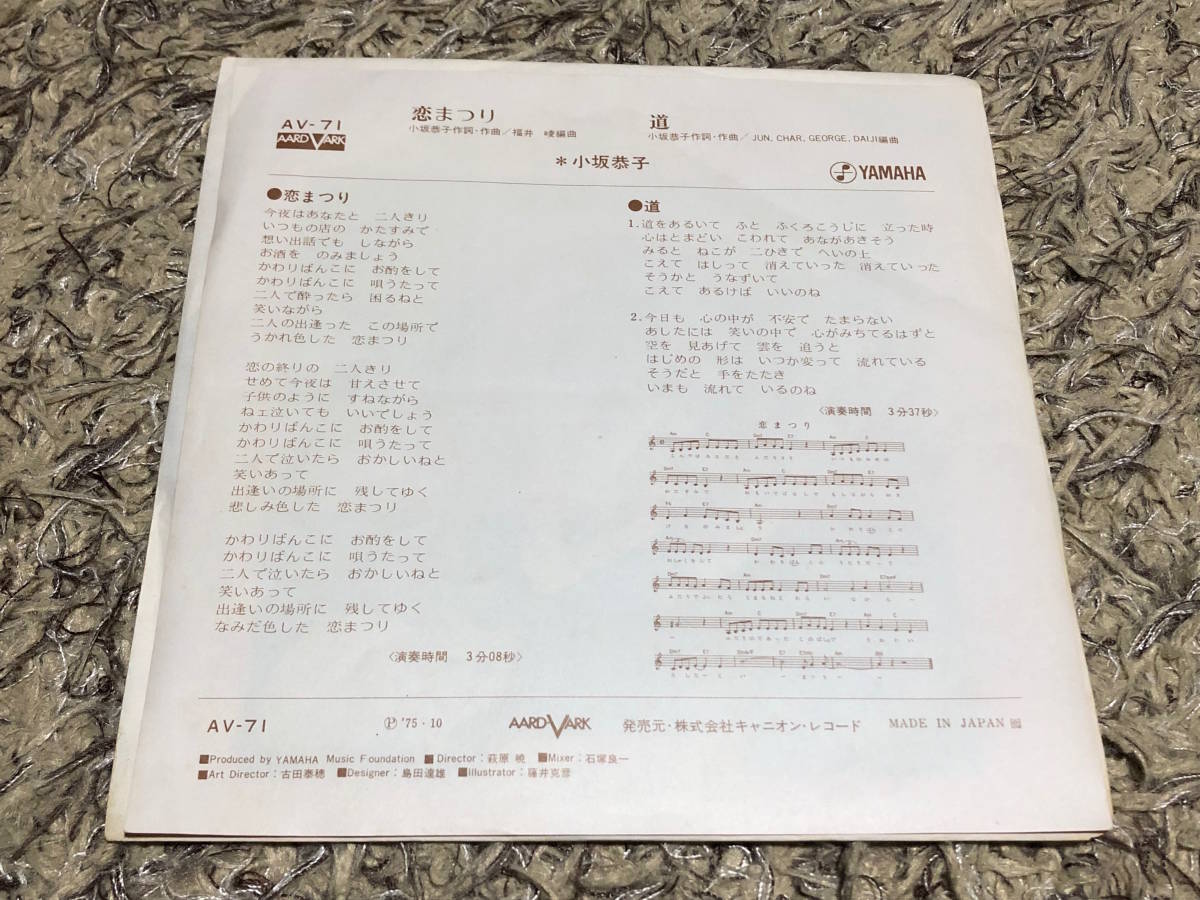 AV-71
AARDVARK
恋まつり
小坂恭子作詞・作曲／福井 崚編曲
道
小坂恭子作詞・作曲／JUN, CHAR, GEORGE, DAIJI編曲
＊小坂恭子
YAMAHA
●恋まつり
今夜はあなたと 二人きり
いつもの店の かたすみで
想い出話でも しながら
お酒を のみましょう
かわりばんこに お酌をして
かわりばんこに 唄うたって
二人で酔ったら 困るねと
笑いながら
二人の出逢った この場所で
うかれ色した 恋まつり
恋の終りの 二人きり
せめて今夜は 甘えさせて
子供のように すねながら
ねェ泣いても いいでしょう
かわりばんこに お酌をして
かわりばんこに 唄うたって
二人で泣いたら おかしいねと
笑いあって
出逢いの場所に 残してゆく
悲しみ色した 恋まつり
かわりばんこに お酌をして
かわりばんこに 唄うたって
二人で泣いたら おかしいねと
笑いあって
出逢いの場所に 残してゆく
なみだ色した 恋まつり
〈演奏時間 3分08秒〉
●道
1. 道をあるいて ふと ふくろこうじに 立った時
心はとまどい こわれて あながあきそう
みると ねこが 二ひきで へいの上
こえて はしって 消えていった 消えていった
そうかと うなずいて
こえて あるけば いいのね
2. 今日も 心の中が 不安で たまらない
あしたには 笑いの中で 心がみちてるはずと
空を 見あげて 雲を 追うと
はじめの 形は いつか変って 流れている
そうだと 手をたたき
いまも 流れて いるのね
〈演奏時間 3分37秒〉
恋まつり
AV-71
Ⓟ '75・10
AARDVARK
発売元・株式会社キャニオン・レコード
MADE IN JAPAN
■Produced by YAMAHA Music Foundation ■Director：萩原 暁 ■Mixer：石塚良一
■Art Director：古田泰穂 ■Designer：島田達雄 ■Illustrator：藤井克彦